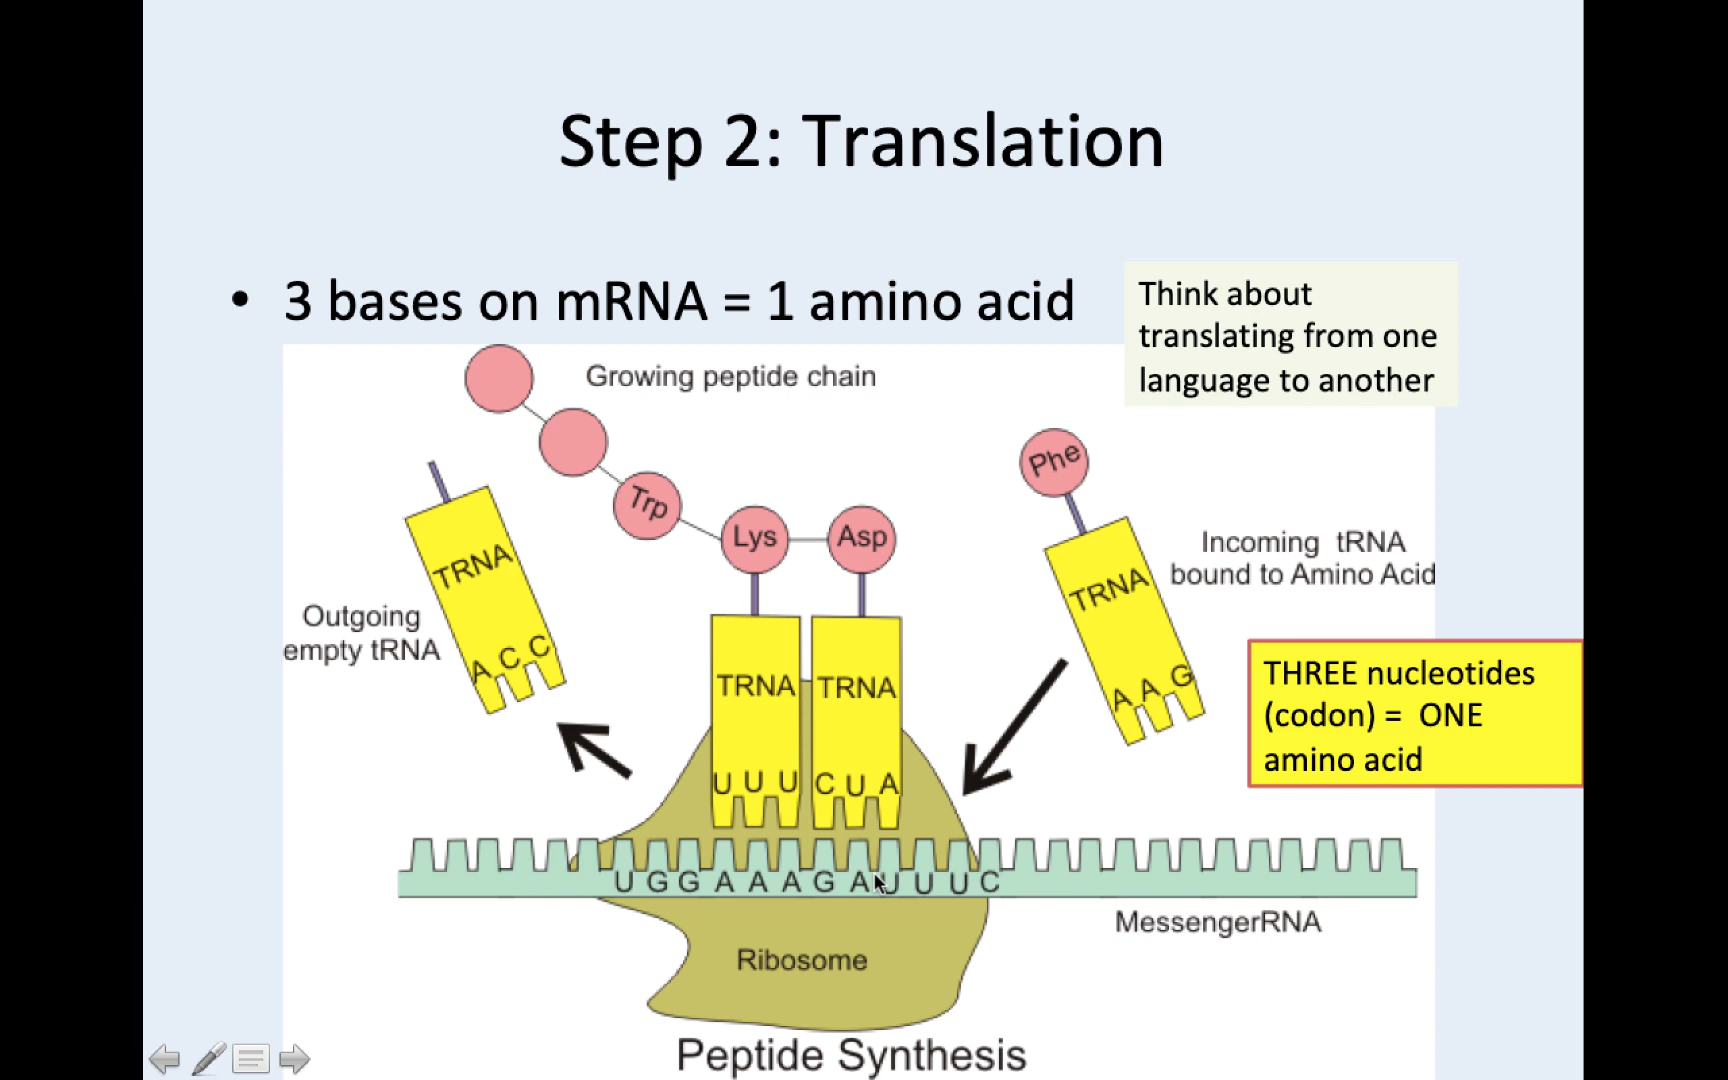 Step 2: Translation
• 3 bases on mRNA = 1 amino acid
Think about
translating from one
language to another
Growing peptide chain
Trp
Lys
Asp
Phe
Incoming tRNA
bound to Amino Acid
TRNA
A C C
Outgoing
empty tRNA
TRNA
U U U
TRNA
C U A
TRNA
A A G
THREE nucleotides
(codon) = ONE
amino acid
U G G A A A G A U U U C
MessengerRNA
Ribosome
Peptide Synthesis